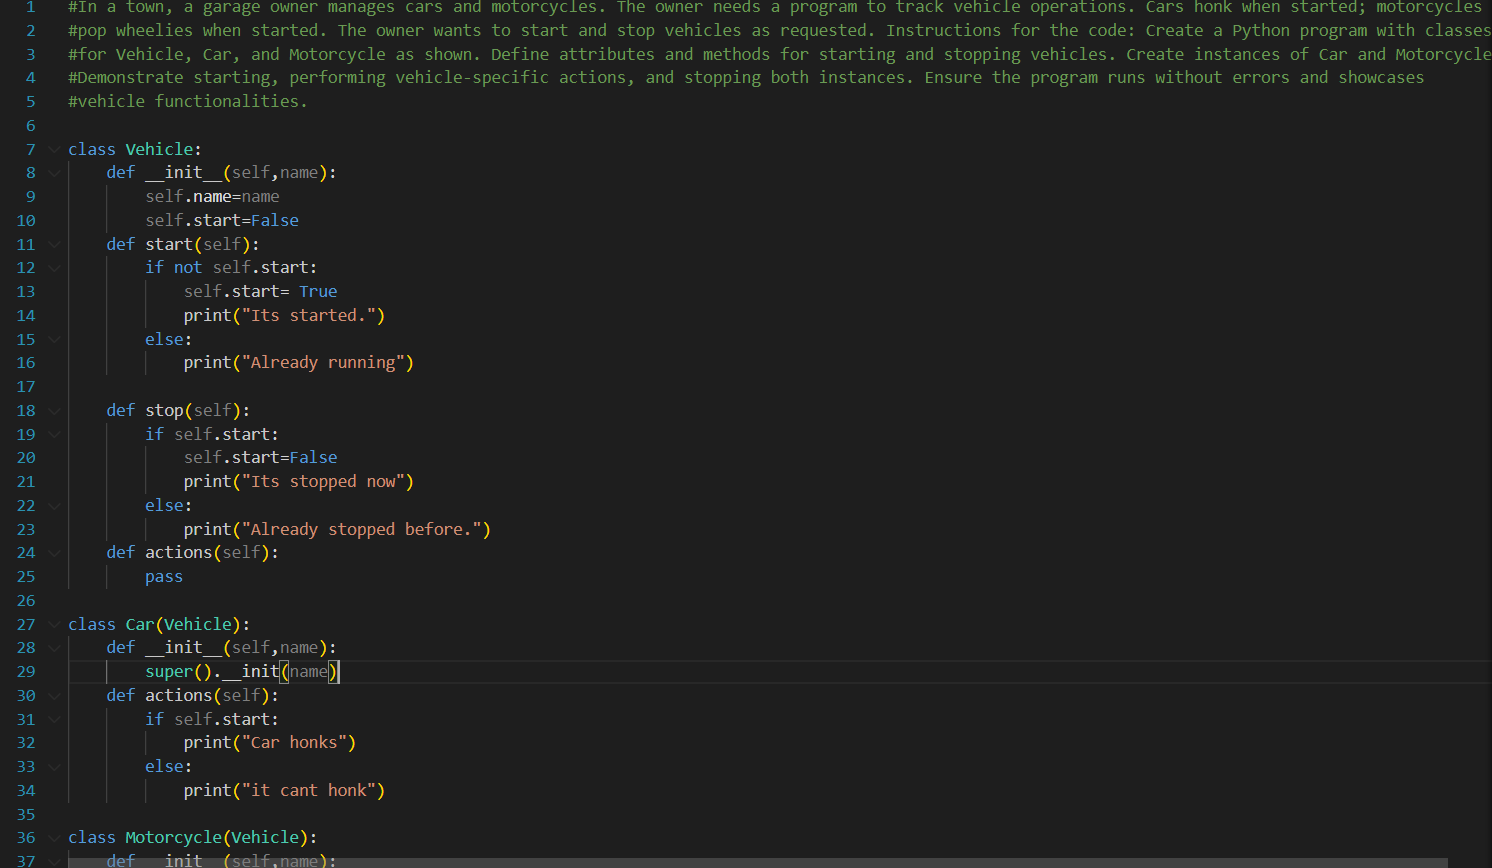 1 #In a town, a garage owner manages cars and motorcycles. The owner needs a program to track vehicle operations. Cars honk when started; motorcycles
2 #pop wheelies when started. The owner wants to start and stop vehicles as requested. Instructions for the code: Create a Python program with classes
3 #for Vehicle, Car, and Motorcycle as shown. Define attributes and methods for starting and stopping vehicles. Create instances of Car and Motorcycle
4 #Demonstrate starting, performing vehicle-specific actions, and stopping both instances. Ensure the program runs without errors and showcases
5 #vehicle functionalities.
6
7 class Vehicle:
8     def __init__(self,name):
9         self.name=name
10         self.start=False
11     def start(self):
12         if not self.start:
13             self.start= True
14             print("Its started.")
15         else:
16             print("Already running")
17
18     def stop(self):
19         if self.start:
20             self.start=False
21             print("Its stopped now")
22         else:
23             print("Already stopped before.")
24     def actions(self):
25         pass
26
27 class Car(Vehicle):
28     def __init__(self,name):
29         super().__init(name)
30     def actions(self):
31         if self.start:
32             print("Car honks")
33         else:
34             print("it cant honk")
35
36 class Motorcycle(Vehicle):
37     def __init__(self,name):